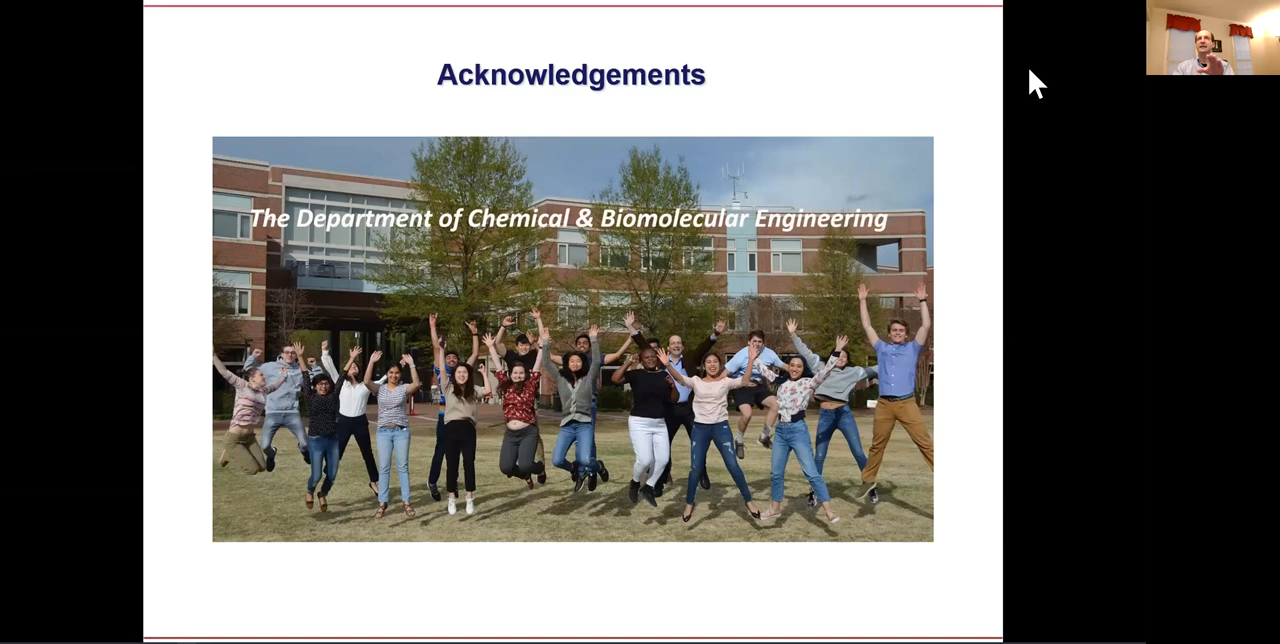 Acknowledgements
The Department of Chemical & Biomolecular Engineering